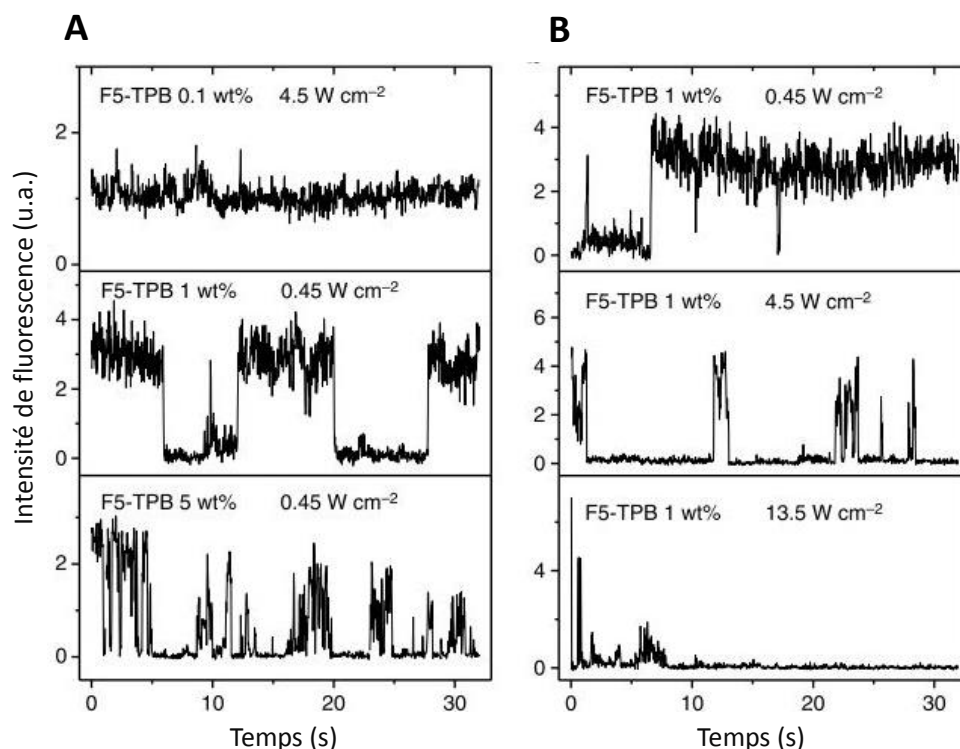 A
B
Intensité de fluorescence (u.a.)
F5-TPB 0.1 wt% 4.5 W cm⁻²
2
0
F5-TPB 1 wt% 0.45 W cm⁻²
4
2
0
F5-TPB 5 wt% 0.45 W cm⁻²
2
0
0 10 20 30
Temps (s)
F5-TPB 1 wt% 0.45 W cm⁻²
4
2
0
F5-TPB 1 wt% 4.5 W cm⁻²
6
4
2
0
F5-TPB 1 wt% 13.5 W cm⁻²
4
0
0 10 20 30
Temps (s)